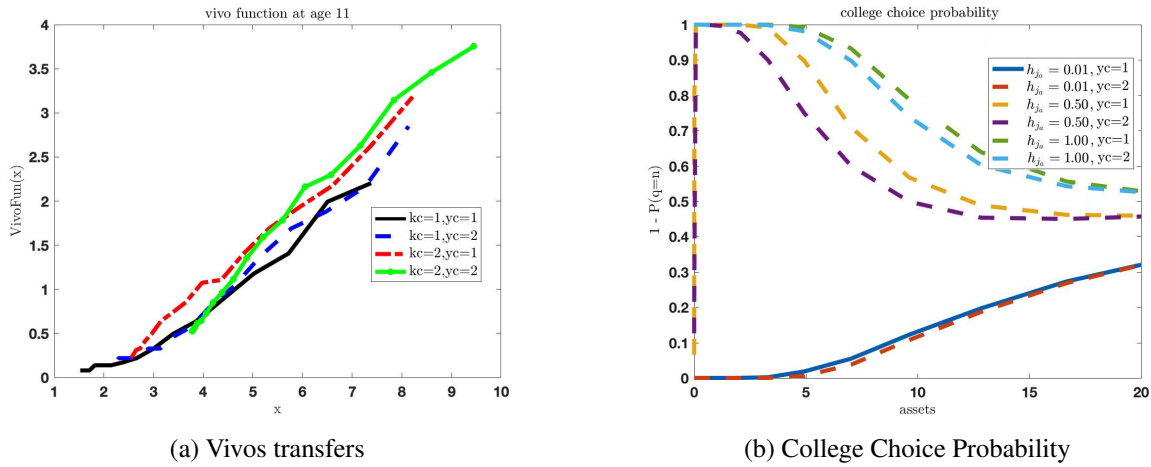 vivo function at age 11
VivoFun(x)
4
3.5
3
2.5
2
1.5
1
0.5
0
kc=1,yc=1
kc=1,yc=2
kc=2,yc=1
kc=2,yc=2
1 2 3 4 5 6 7 8 9 10
x
(a) Vivos transfers
college choice probability
1 - P(q=n)
1
0.9
0.8
0.7
0.6
0.5
0.4
0.3
0.2
0.1
0
h_{j_a} = 0.01, yc=1
h_{j_a} = 0.01, yc=2
h_{j_a} = 0.50, yc=1
h_{j_a} = 0.50, yc=2
h_{j_a} = 1.00, yc=1
h_{j_a} = 1.00, yc=2
0 5 10 15 20
assets
(b) College Choice Probability